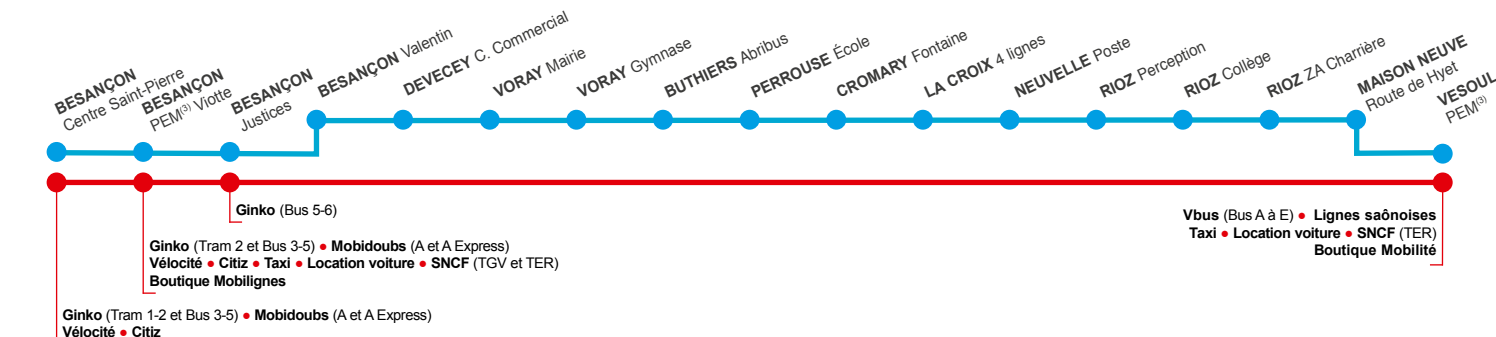 BESANÇON
Centre Saint-Pierre
BESANÇON
PEM(3) Viotte
BESANÇON
Justices
BESANÇON Valentin
DEVECEY C. Commercial
VORAY Mairie
VORAY Gymnase
BUTHIERS Abribus
PERROUSE École
CROMARY Fontaine
LA CROIX 4 lignes
NEUVELLE Poste
RIOZ Perception
RIOZ Collège
RIOZ ZA Charrière
MAISON NEUVE
Route de Hyet
VESOUL
PEM(3)
Ginko (Bus 5-6)
Ginko (Tram 2 et Bus 3-5) ● Mobidoubs (A et A Express)
Vélocité ● Citiz ● Taxi ● Location voiture ● SNCF (TGV et TER)
Boutique Mobilignes
Ginko (Tram 1-2 et Bus 3-5) ● Mobidoubs (A et A Express)
Vélocité ● Citiz
Vbus (Bus A à E) ● Lignes saônoises
Taxi ● Location voiture ● SNCF (TER)
Boutique Mobilité